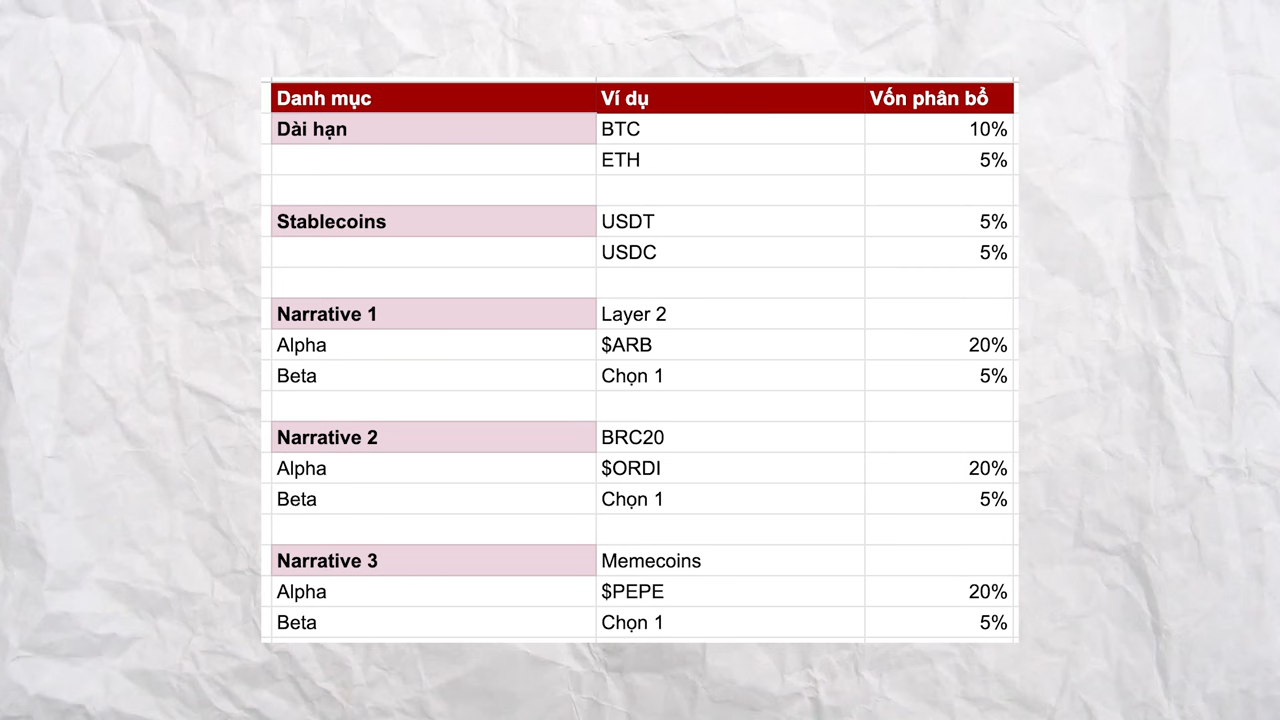 Danh mục Ví dụ Vốn phân bổ
Dài hạn BTC 10%
ETH 5%
Stablecoins USDT 5%
USDC 5%
Narrative 1 Layer 2
Alpha $ARB 20%
Beta Chọn 1 5%
Narrative 2 BRC20
Alpha $ORDI 20%
Beta Chọn 1 5%
Narrative 3 Memecoins
Alpha $PEPE 20%
Beta Chọn 1 5%